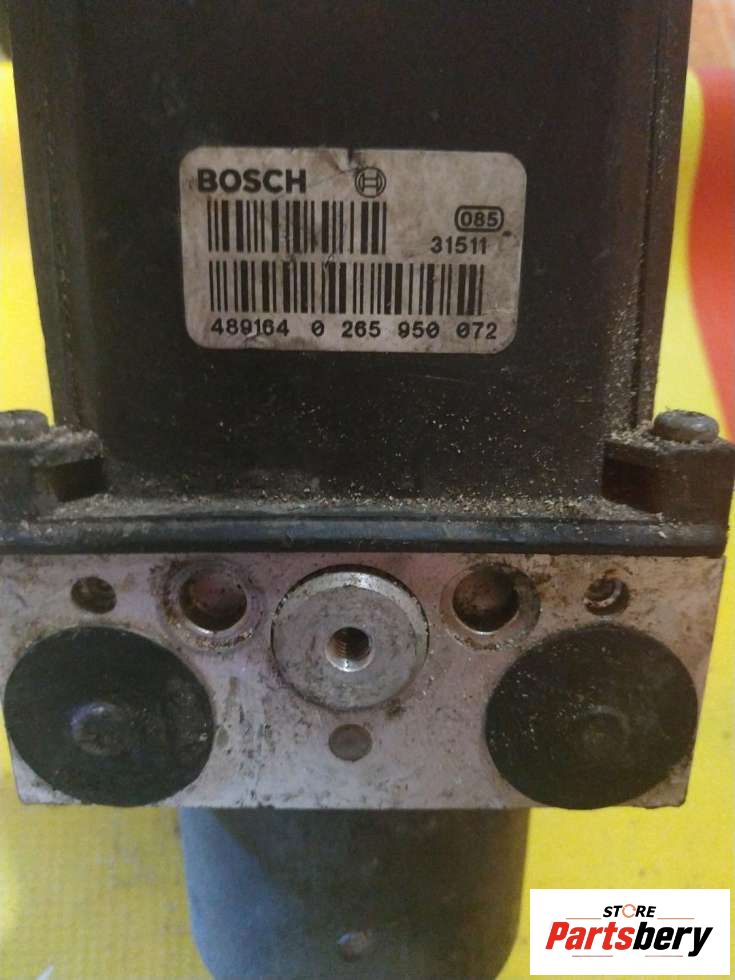 BOSCH
085
31511
489164 0 265 950 072
STORE
Partsbery